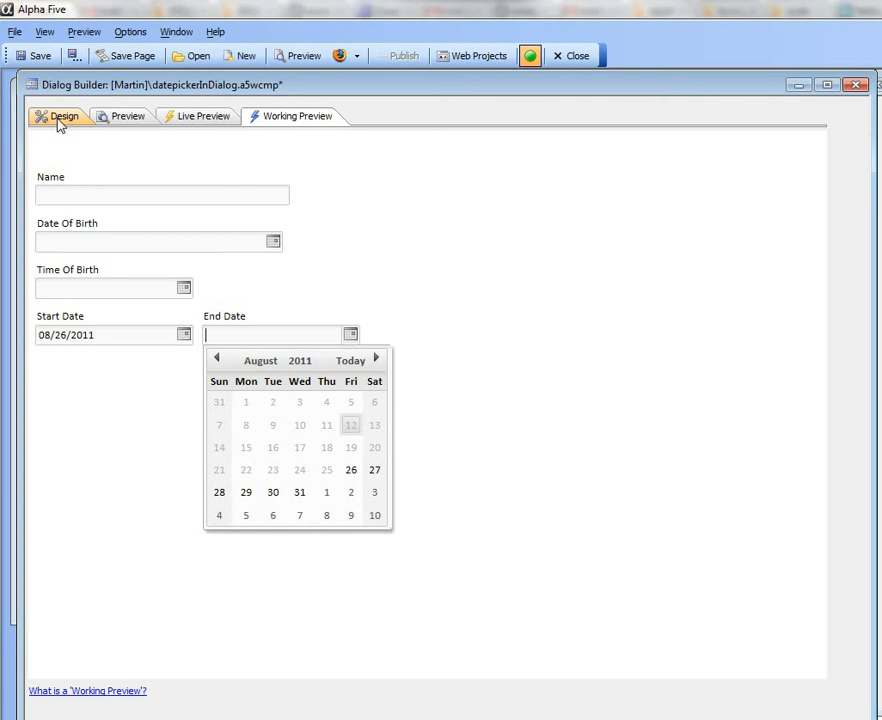 Alpha Five
File View Preview Options Window Help
Save Save Page Open New Preview Publish Web Projects Close
Dialog Builder: [Martin]\datepickerInDialog.a5wcmp*
Design Preview Live Preview Working Preview
Name
Date Of Birth
Time Of Birth
Start Date End Date
08/26/2011
August 2011 Today
Sun Mon Tue Wed Thu Fri Sat
31 1 2 3 4 5 6
7 8 9 10 11 12 13
14 15 16 17 18 19 20
21 22 23 24 25 26 27
28 29 30 31 1 2 3
4 5 6 7 8 9 10
What is a 'Working Preview'?